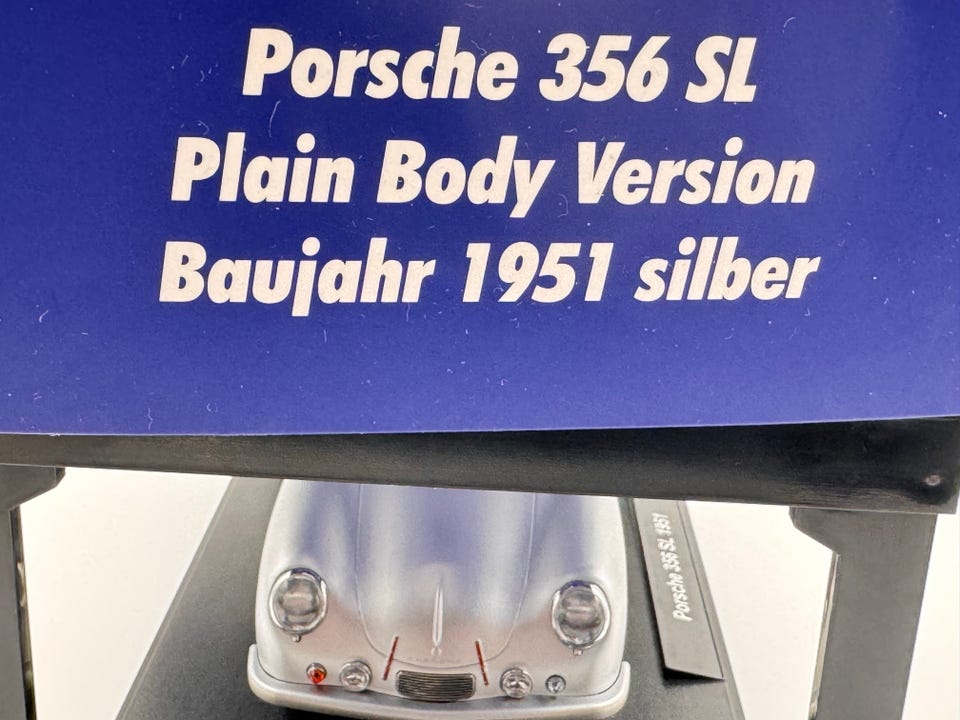 Porsche 356 SL
Plain Body Version
Baujahr 1951 silber
Porsche 356 SL 1951